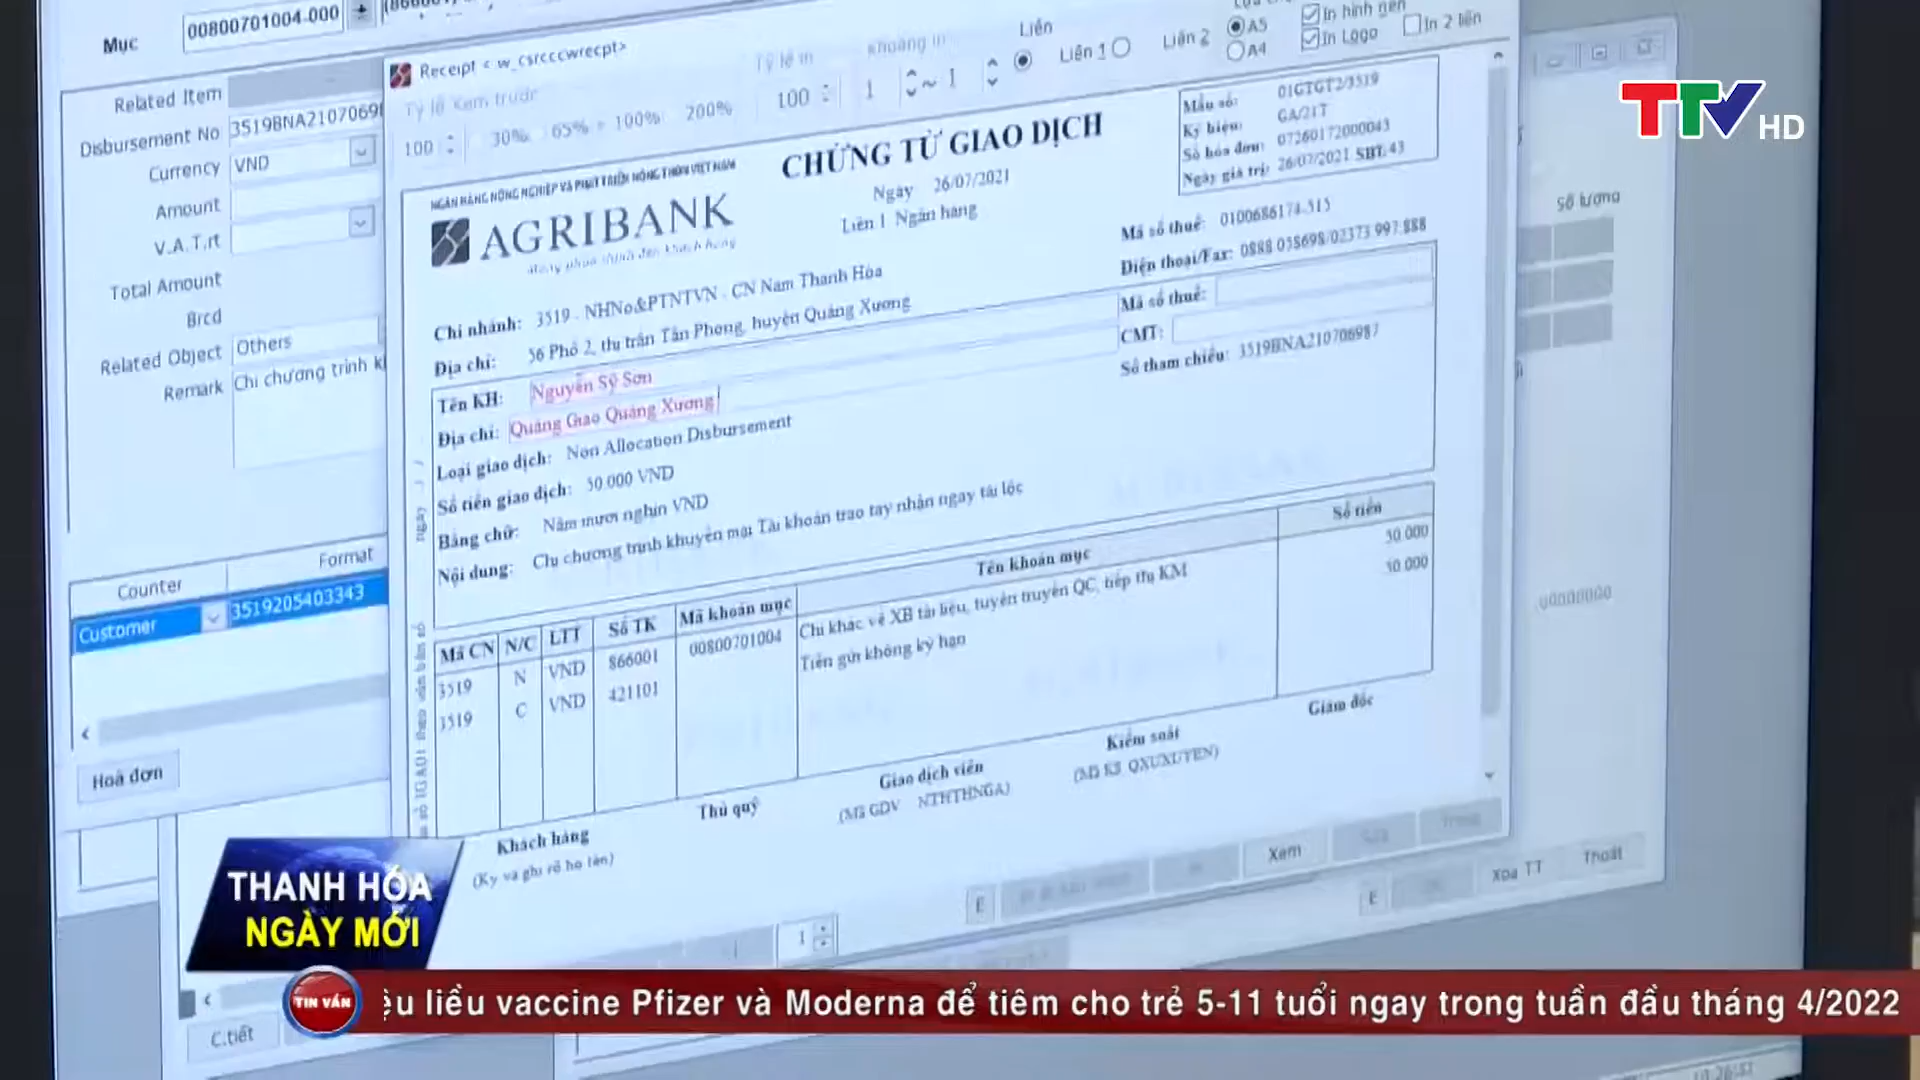 Mục 00800701004-000
Related Item
Disbursement No 3519BNA2107069
Currency VND
Amount
V.A.T.rt
Total Amount
Brcd
Related Object Others
Remark Chi chương trình
Counter Format
Customer 3519205403343
Hoá đơn
C.tiết
Receipt < w_csrcccwrecpt>
Tỷ lệ xem trước
Tỷ lệ in
Khoảng in
Liên
100 30% 65% 100% 200% 100 1 ~ 1 Liên 1 Liên 2 A5 A4
In hình nền
In Logo In 2 liên
NGÂN HÀNG NÔNG NGHIỆP VÀ PHÁT TRIỂN NÔNG THÔN VIỆT NAM
AGRIBANK
CHỨNG TỪ GIAO DỊCH
Ngày 26/07/2021
Liên 1 Ngân hàng
Mẫu số: 01GTGT2/3519
Ký hiệu: GA/21T
Số hóa đơn: 07260172000043
Ngày giá trị: 26/07/2021 SBT.43
Mã số thuế: 0100686174-515
Điện thoại/Fax: 0888 058698/02373 997 888
Chi nhánh: 3519 - NHNo&PTNTVN - CN Nam Thanh Hóa
Địa chỉ: 56 Phố 2, thị trấn Tân Phong, huyện Quảng Xương
Mã số thuế:
CMT:
Số tham chiếu: 3519BNA210706987
Tên KH: Nguyễn Sỹ Sơn
Địa chỉ: Quảng Giao Quảng Xương
Loại giao dịch: Non Allocation Disbursement
Số tiền giao dịch: 50.000 VND
Bằng chữ: Năm mươi nghìn VND
Nội dung: Chi chương trình khuyến mại Tài khoản trao tay nhận ngay tài lộc
Mã CN N/C LTT Số TK Mã khoản mục Tên khoản mục Số tiền
3519 N VND 866001 00800701004 Chi khác về XB tài liệu, tuyên truyền QC, tiếp thị KM 50.000
3519 C VND 421101 Tiền gửi không kỳ hạn 50.000
Khách hàng Thủ quỹ Giao dịch viên Kiểm soát Giám đốc
(Ký và ghi rõ họ tên) (Mã GDV NTHTHNGA) (Mã KS QXUXUYEN)
Xem
1
E
E
Xóa TT Thoát
Số lượng
TTV HD
THANH HÓA
NGÀY MỚI
TIN VẮN
ệu liều vaccine Pfizer và Moderna để tiêm cho trẻ 5-11 tuổi ngay trong tuần đầu tháng 4/2022